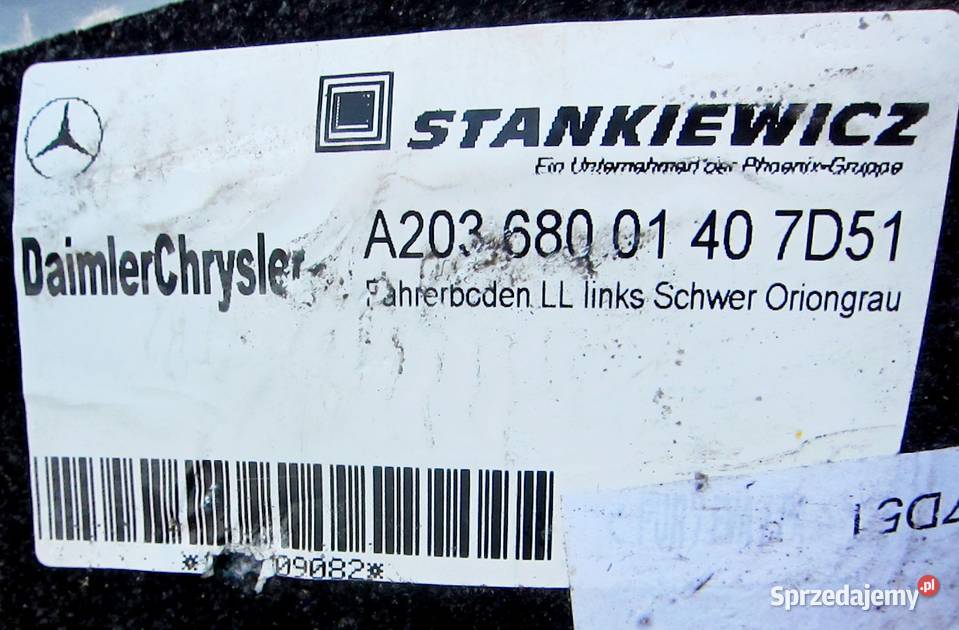 STANKIEWICZ
Ein Unternehmen der Phoenix-Gruppe
DaimlerChrysler
A203 680 01 40 7D51
Fahrerboden LL links Schwer Oriongrau
09082*
7D51
Sprzedajemy.pl